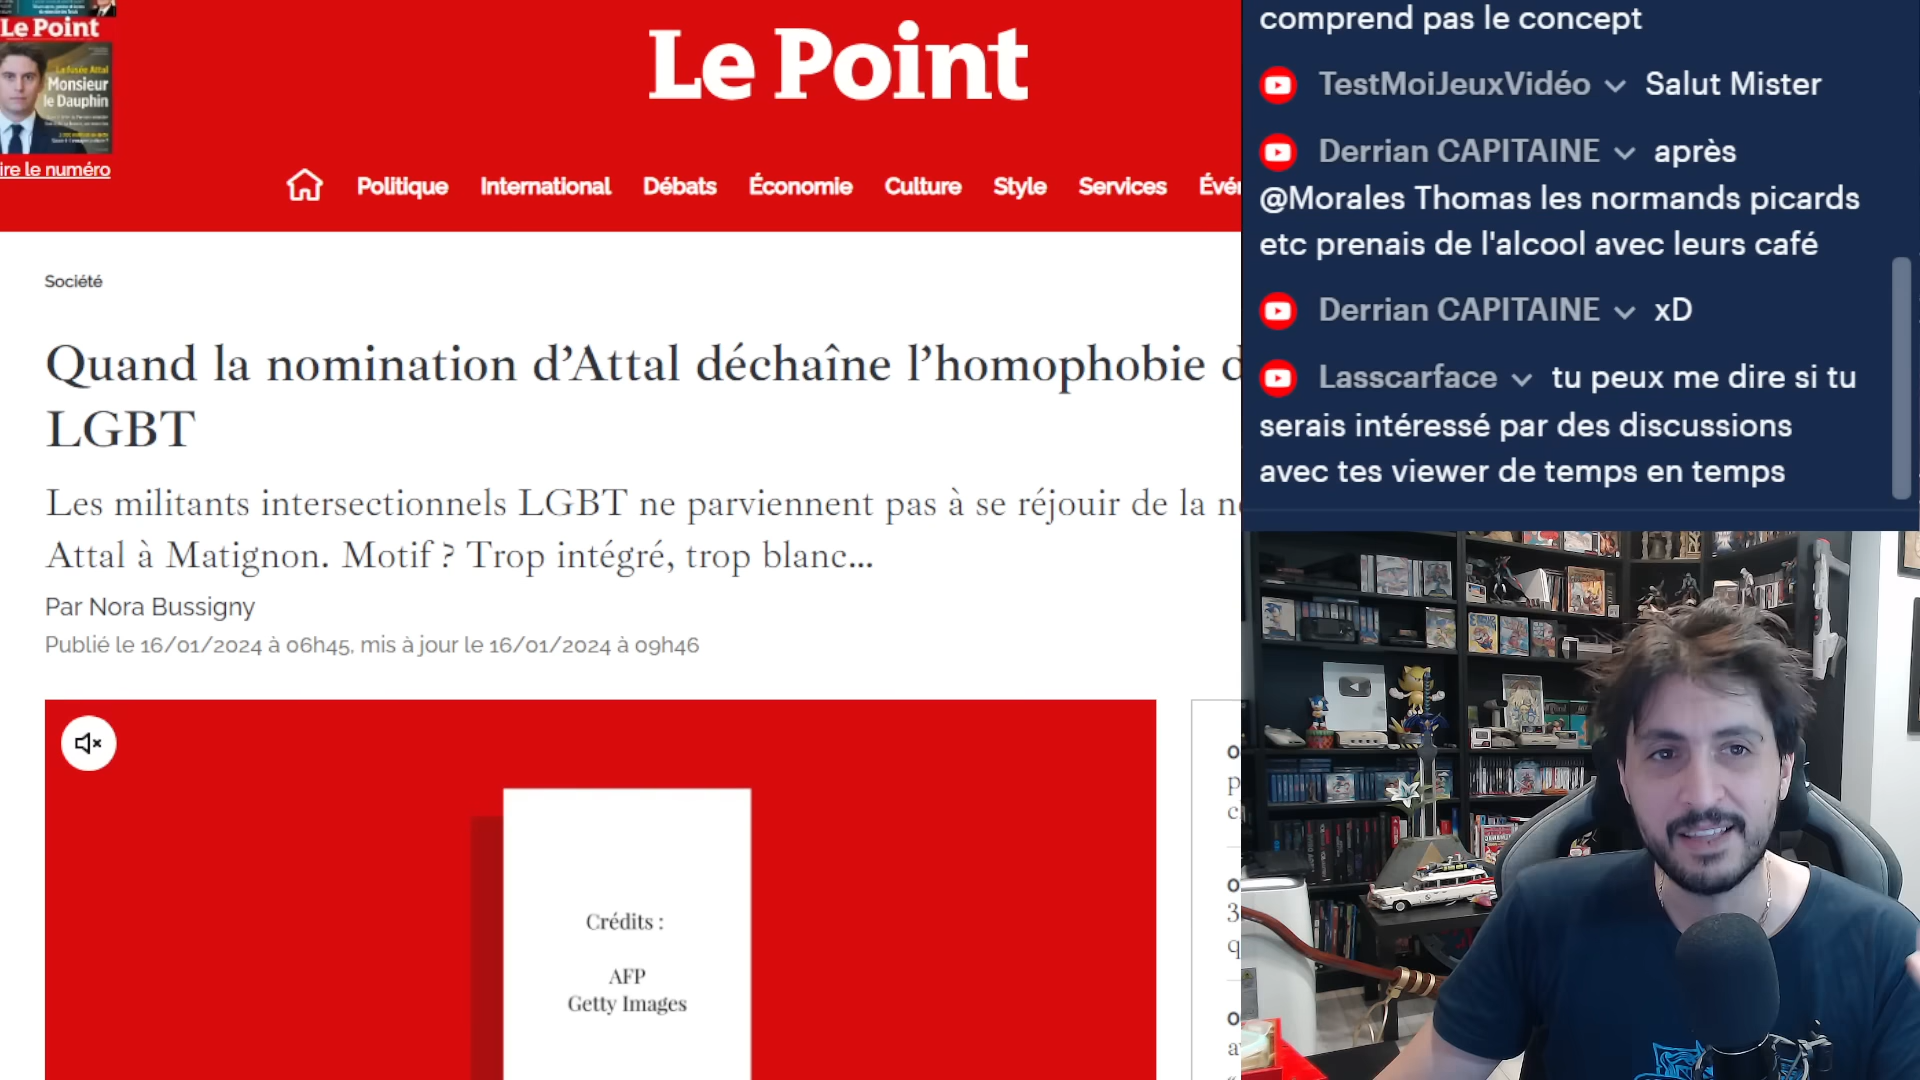 Le Point
La fusée Attal
Monsieur
le Dauphin
ire le numéro
Le Point
Politique
International
Débats
Économie
Culture
Style
Services
Évér
Société
Quand la nomination d’Attal déchaîne l’homophobie d
LGBT
Les militants intersectionnels LGBT ne parviennent pas à se réjouir de la n
Attal à Matignon. Motif ? Trop intégré, trop blanc...
Par Nora Bussigny
Publié le 16/01/2024 à 06h45, mis à jour le 16/01/2024 à 09h46
Crédits :
AFP
Getty Images
comprend pas le concept
TestMoiJeuxVidéo Salut Mister
Derrian CAPITAINE après
@Morales Thomas les normands picards
etc prenais de l'alcool avec leurs café
Derrian CAPITAINE xD
Lasscarface tu peux me dire si tu
serais intéressé par des discussions
avec tes viewer de temps en temps